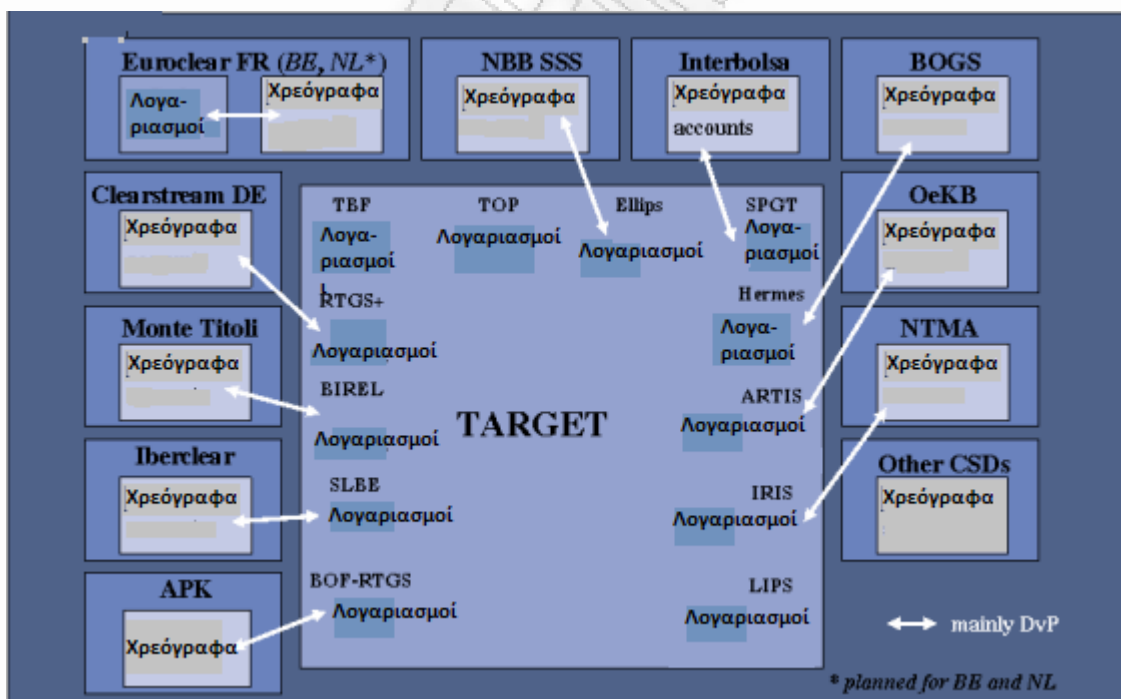 Euroclear FR (BE, NL*)
Λογα-
ριασμοί
Χρεόγραφα
NBB SSS
Χρεόγραφα
Interbolsa
Χρεόγραφα
accounts
BOGS
Χρεόγραφα
Clearstream DE
Χρεόγραφα
Monte Titoli
Χρεόγραφα
Iberclear
Χρεόγραφα
APK
Χρεόγραφα
TBF
Λογα-
ριασμοί
TOP
Λογαριασμοί
Ellips
Λογαριασμοί
SPGT
Λογα-
ριασμοί
RTGS+
Λογαριασμοί
Hermes
Λογα-
ριασμοί
BIREL
Λογαριασμοί
TARGET
ARTIS
Λογαριασμοί
SLBE
Λογαριασμοί
IRIS
Λογαριασμοί
BOF-RTGS
Λογαριασμοί
LIPS
Λογαριασμοί
OeKB
Χρεόγραφα
NTMA
Χρεόγραφα
Other CSDs
Χρεόγραφα
mainly DvP
* planned for BE and NL